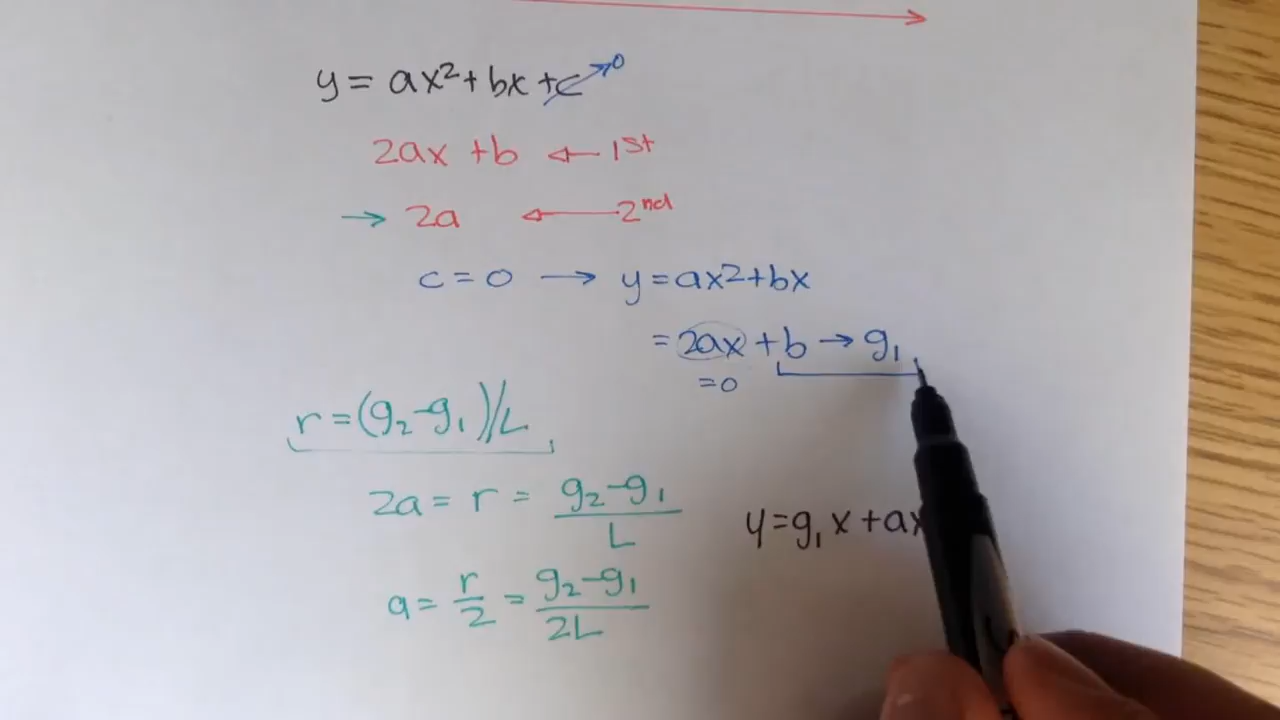 y = ax² + bx + c → 0
2ax + b ← 1st
→ 2a ← 2nd
c = 0 → y = ax² + bx
= 2ax + b → g₁
= 0
r = (g₂ - g₁)/L
2a = r = g₂ - g₁ / L
y = g₁x + ax
a = r/2 = g₂ - g₁ / 2L